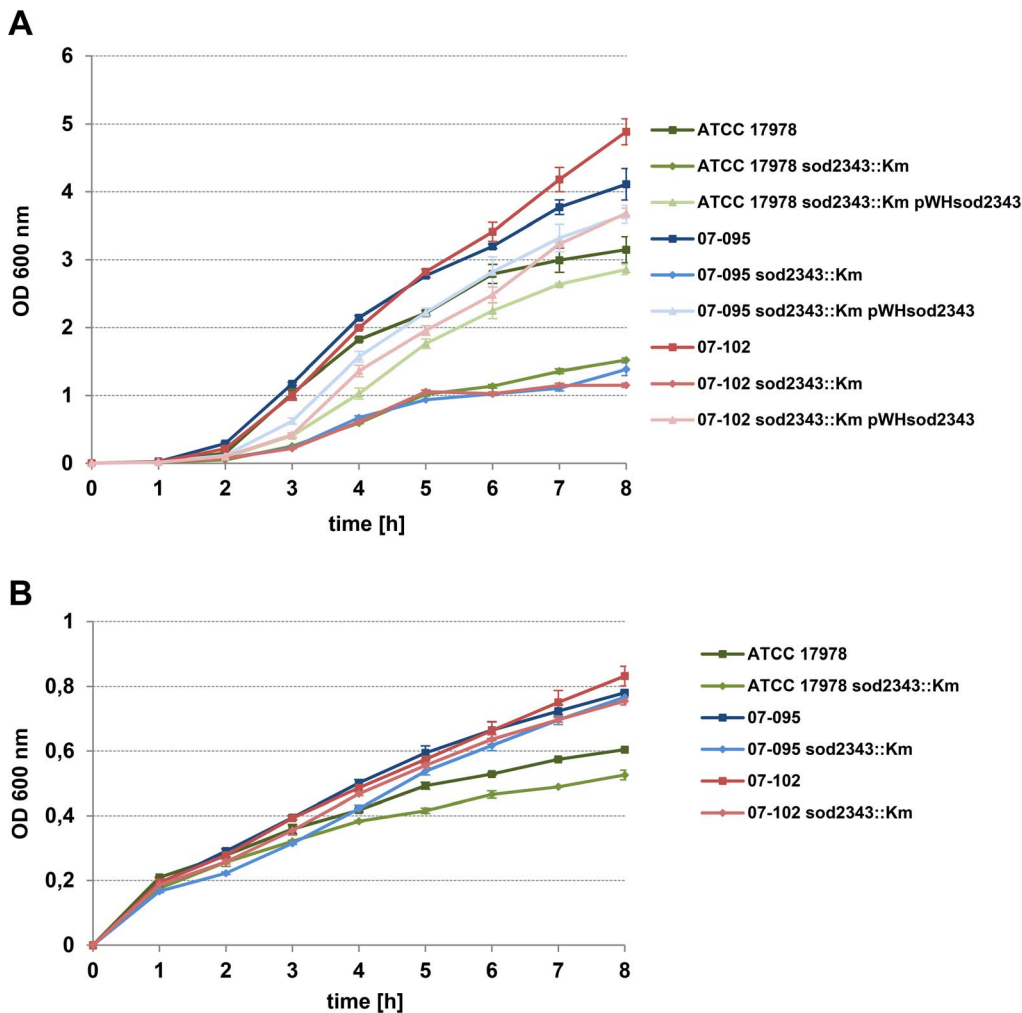 A
6
5
4
3
2
1
0
OD 600 nm
0 1 2 3 4 5 6 7 8
time [h]
ATCC 17978
ATCC 17978 sod2343::Km
ATCC 17978 sod2343::Km pWHsod2343
07-095
07-095 sod2343::Km
07-095 sod2343::Km pWHsod2343
07-102
07-102 sod2343::Km
07-102 sod2343::Km pWHsod2343
B
1
0,8
0,6
0,4
0,2
0
OD 600 nm
0 1 2 3 4 5 6 7 8
time [h]
ATCC 17978
ATCC 17978 sod2343::Km
07-095
07-095 sod2343::Km
07-102
07-102 sod2343::Km